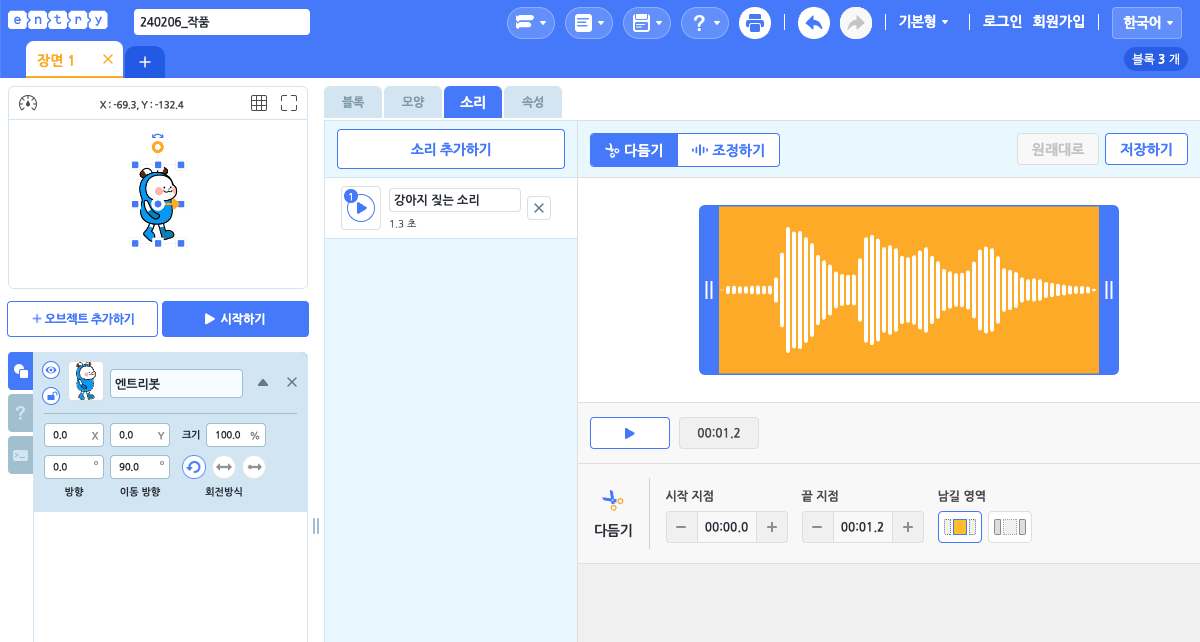 entry
240206_작품
?
기본형
로그인 회원가입
한국어
장면 1
+
블록 3 개
X : -69.3, Y : -132.4
블록 모양 소리 속성
소리 추가하기
다듬기 조정하기
원래대로 저장하기
1
강아지 짖는 소리
1.3 초
+ 오브젝트 추가하기
시작하기
?
엔트리봇
0.0 X 0.0 Y 크기 100.0 %
0.0 ° 90.0 °
방향 이동 방향 회전방식
00:01.2
다듬기
시작 지점 끝 지점 남길 영역
− 00:00.0 + − 00:01.2 +